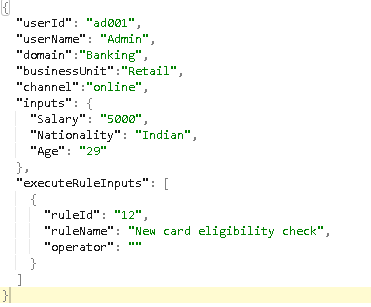 {
  "userId": "ad001",
  "userName": "Admin",
  "domain":"Banking",
  "businessUnit":"Retail",
  "channel":"online",
  "inputs": {
    "Salary": "5000",
    "Nationality": "Indian",
    "Age": "29"
  },
  "executeRuleInputs": [
    {
      "ruleId": "12",
      "ruleName": "New card eligibility check",
      "operator": ""
    }
  ]
}